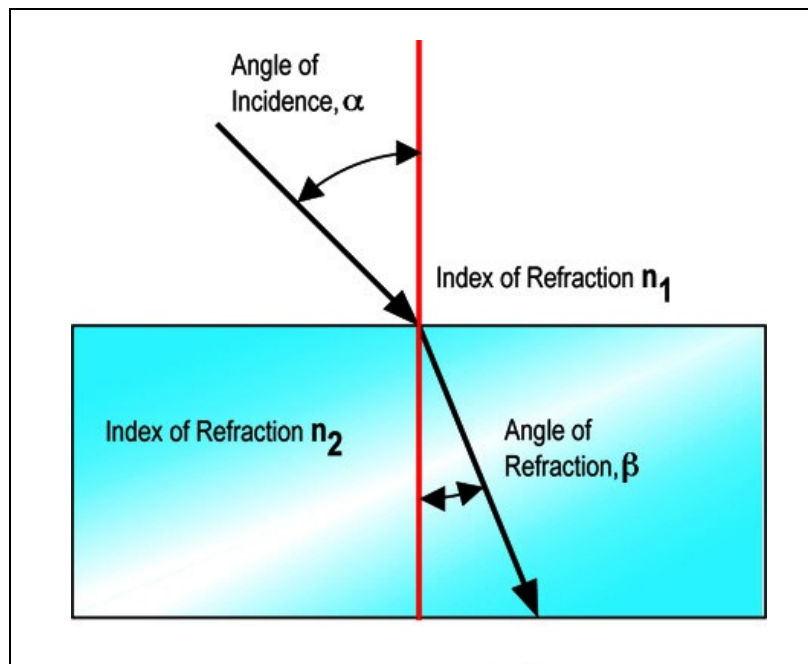 Angle of
Incidence, α
Index of Refraction n1
Index of Refraction n2
Angle of
Refraction, β